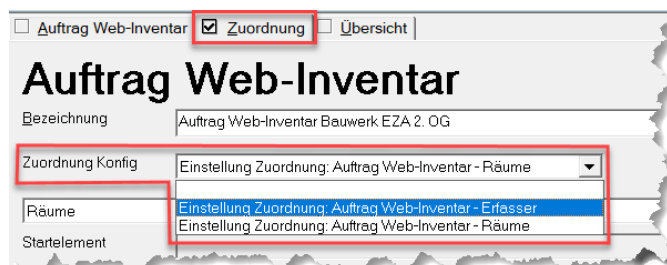 Auftrag Web-Inventar Zuordnung Übersicht
Auftrag Web-Inventar
Bezeichnung Auftrag Web-Inventar Bauwerk EZA 2. OG
Zuordnung Konfig Einstellung Zuordnung: Auftrag Web-Inventar - Räume
Räume Einstellung Zuordnung: Auftrag Web-Inventar - Erfasser
Einstellung Zuordnung: Auftrag Web-Inventar - Räume
Startelement